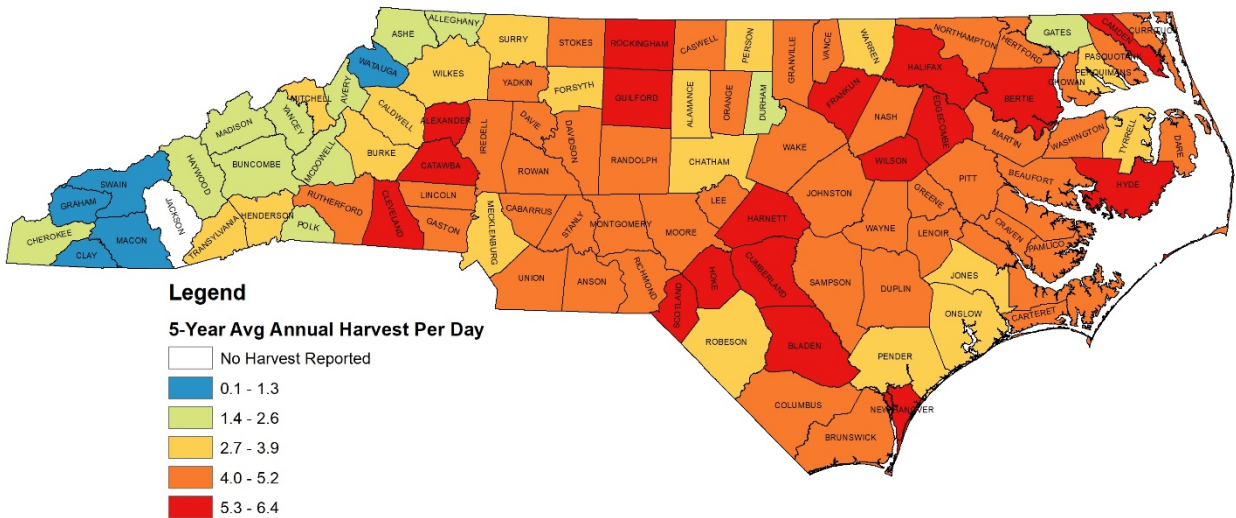 ALLEGHANY
ASHE
SURRY
STOKES
ROCKINGHAM
CASWELL
PERSON
GRANVILLE
VANCE
WARREN
NORTHAMPTON
HERTFORD
GATES
CAMDEN
CURRITUCK
PASQUOTANK
PERQUIMANS
CHOWAN
WATAUGA
WILKES
YADKIN
FORSYTH
GUILFORD
ALAMANCE
ORANGE
DURHAM
FRANKLIN
HALIFAX
BERTIE
MITCHELL
AVERY
YANCEY
CALDWELL
ALEXANDER
IREDELL
DAVIE
DAVIDSON
RANDOLPH
CHATHAM
WAKE
NASH
EDGECOMBE
MARTIN
WASHINGTON
TYRRELL
DARE
MADISON
BUNCOMBE
MCDOWELL
BURKE
CATAWBA
ROWAN
WILSON
PITT
BEAUFORT
HYDE
HAYWOOD
SWAIN
GRAHAM
JACKSON
RUTHERFORD
CLEVELAND
LINCOLN
GASTON
MECKLENBURG
CABARRUS
STANLY
MONTGOMERY
MOORE
LEE
HARNETT
JOHNSTON
WAYNE
GREENE
LENOIR
CRAVEN
PAMLICO
CHEROKEE
CLAY
MACON
TRANSYLVANIA
HENDERSON
POLK
UNION
ANSON
RICHMOND
SCOTLAND
HOKE
CUMBERLAND
SAMPSON
DUPLIN
JONES
ONSLOW
CARTERET
ROBESON
BLADEN
PENDER
COLUMBUS
BRUNSWICK
NEW HANOVER
Legend
5-Year Avg Annual Harvest Per Day
No Harvest Reported
0.1 - 1.3
1.4 - 2.6
2.7 - 3.9
4.0 - 5.2
5.3 - 6.4